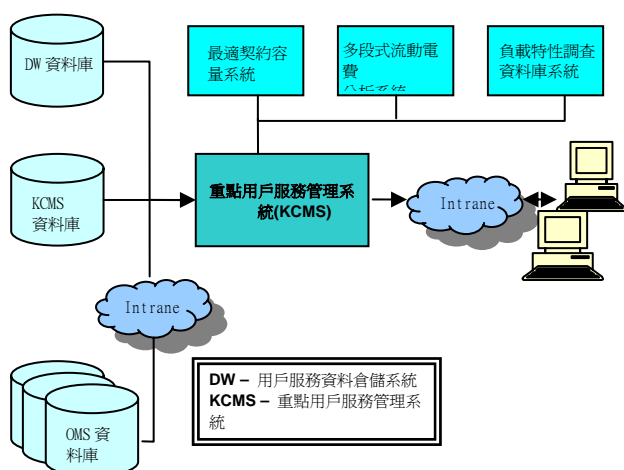 DW 資料庫
最適契約容
量系統
多段式流動電
費
負載特性調查
資料庫系統
KCMS
資料庫
重點用戶服務管理系
統(KCMS)
Intrane
Intrane
OMS 資
料庫
DW – 用戶服務資料倉儲系統
KCMS – 重點用戶服務管理系
統